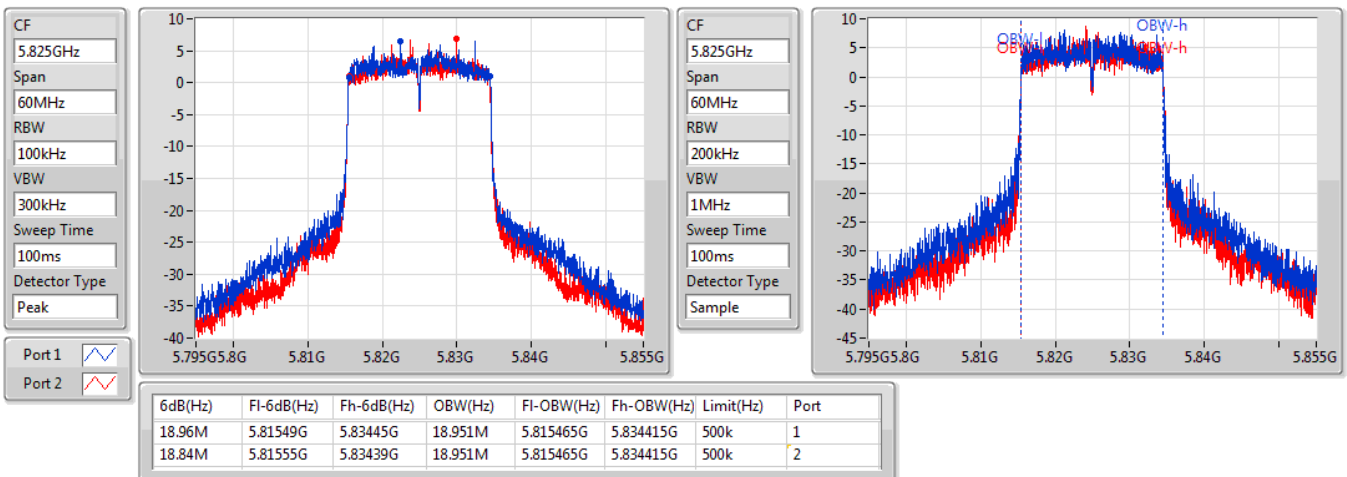 CF
5.825GHz
Span
60MHz
RBW
100kHz
VBW
300kHz
Sweep Time
100ms
Detector Type
Peak
Port 1
Port 2
10
5
0
-5
-10
-15
-20
-25
-30
-35
-40
5.795G 5.8G 5.81G 5.82G 5.83G 5.84G 5.855G
CF
5.825GHz
Span
60MHz
RBW
200kHz
VBW
1MHz
Sweep Time
100ms
Detector Type
Sample
10
5
0
-5
-10
-15
-20
-25
-30
-35
-40
-45
OBW-h
OBW-h
5.795G 5.8G 5.81G 5.82G 5.83G 5.84G 5.855G
6dB(Hz) Fl-6dB(Hz) Fh-6dB(Hz) OBW(Hz) Fl-OBW(Hz) Fh-OBW(Hz) Limit(Hz) Port
18.96M 5.81549G 5.83445G 18.951M 5.815465G 5.834415G 500k 1
18.84M 5.81555G 5.83439G 18.951M 5.815465G 5.834415G 500k 2